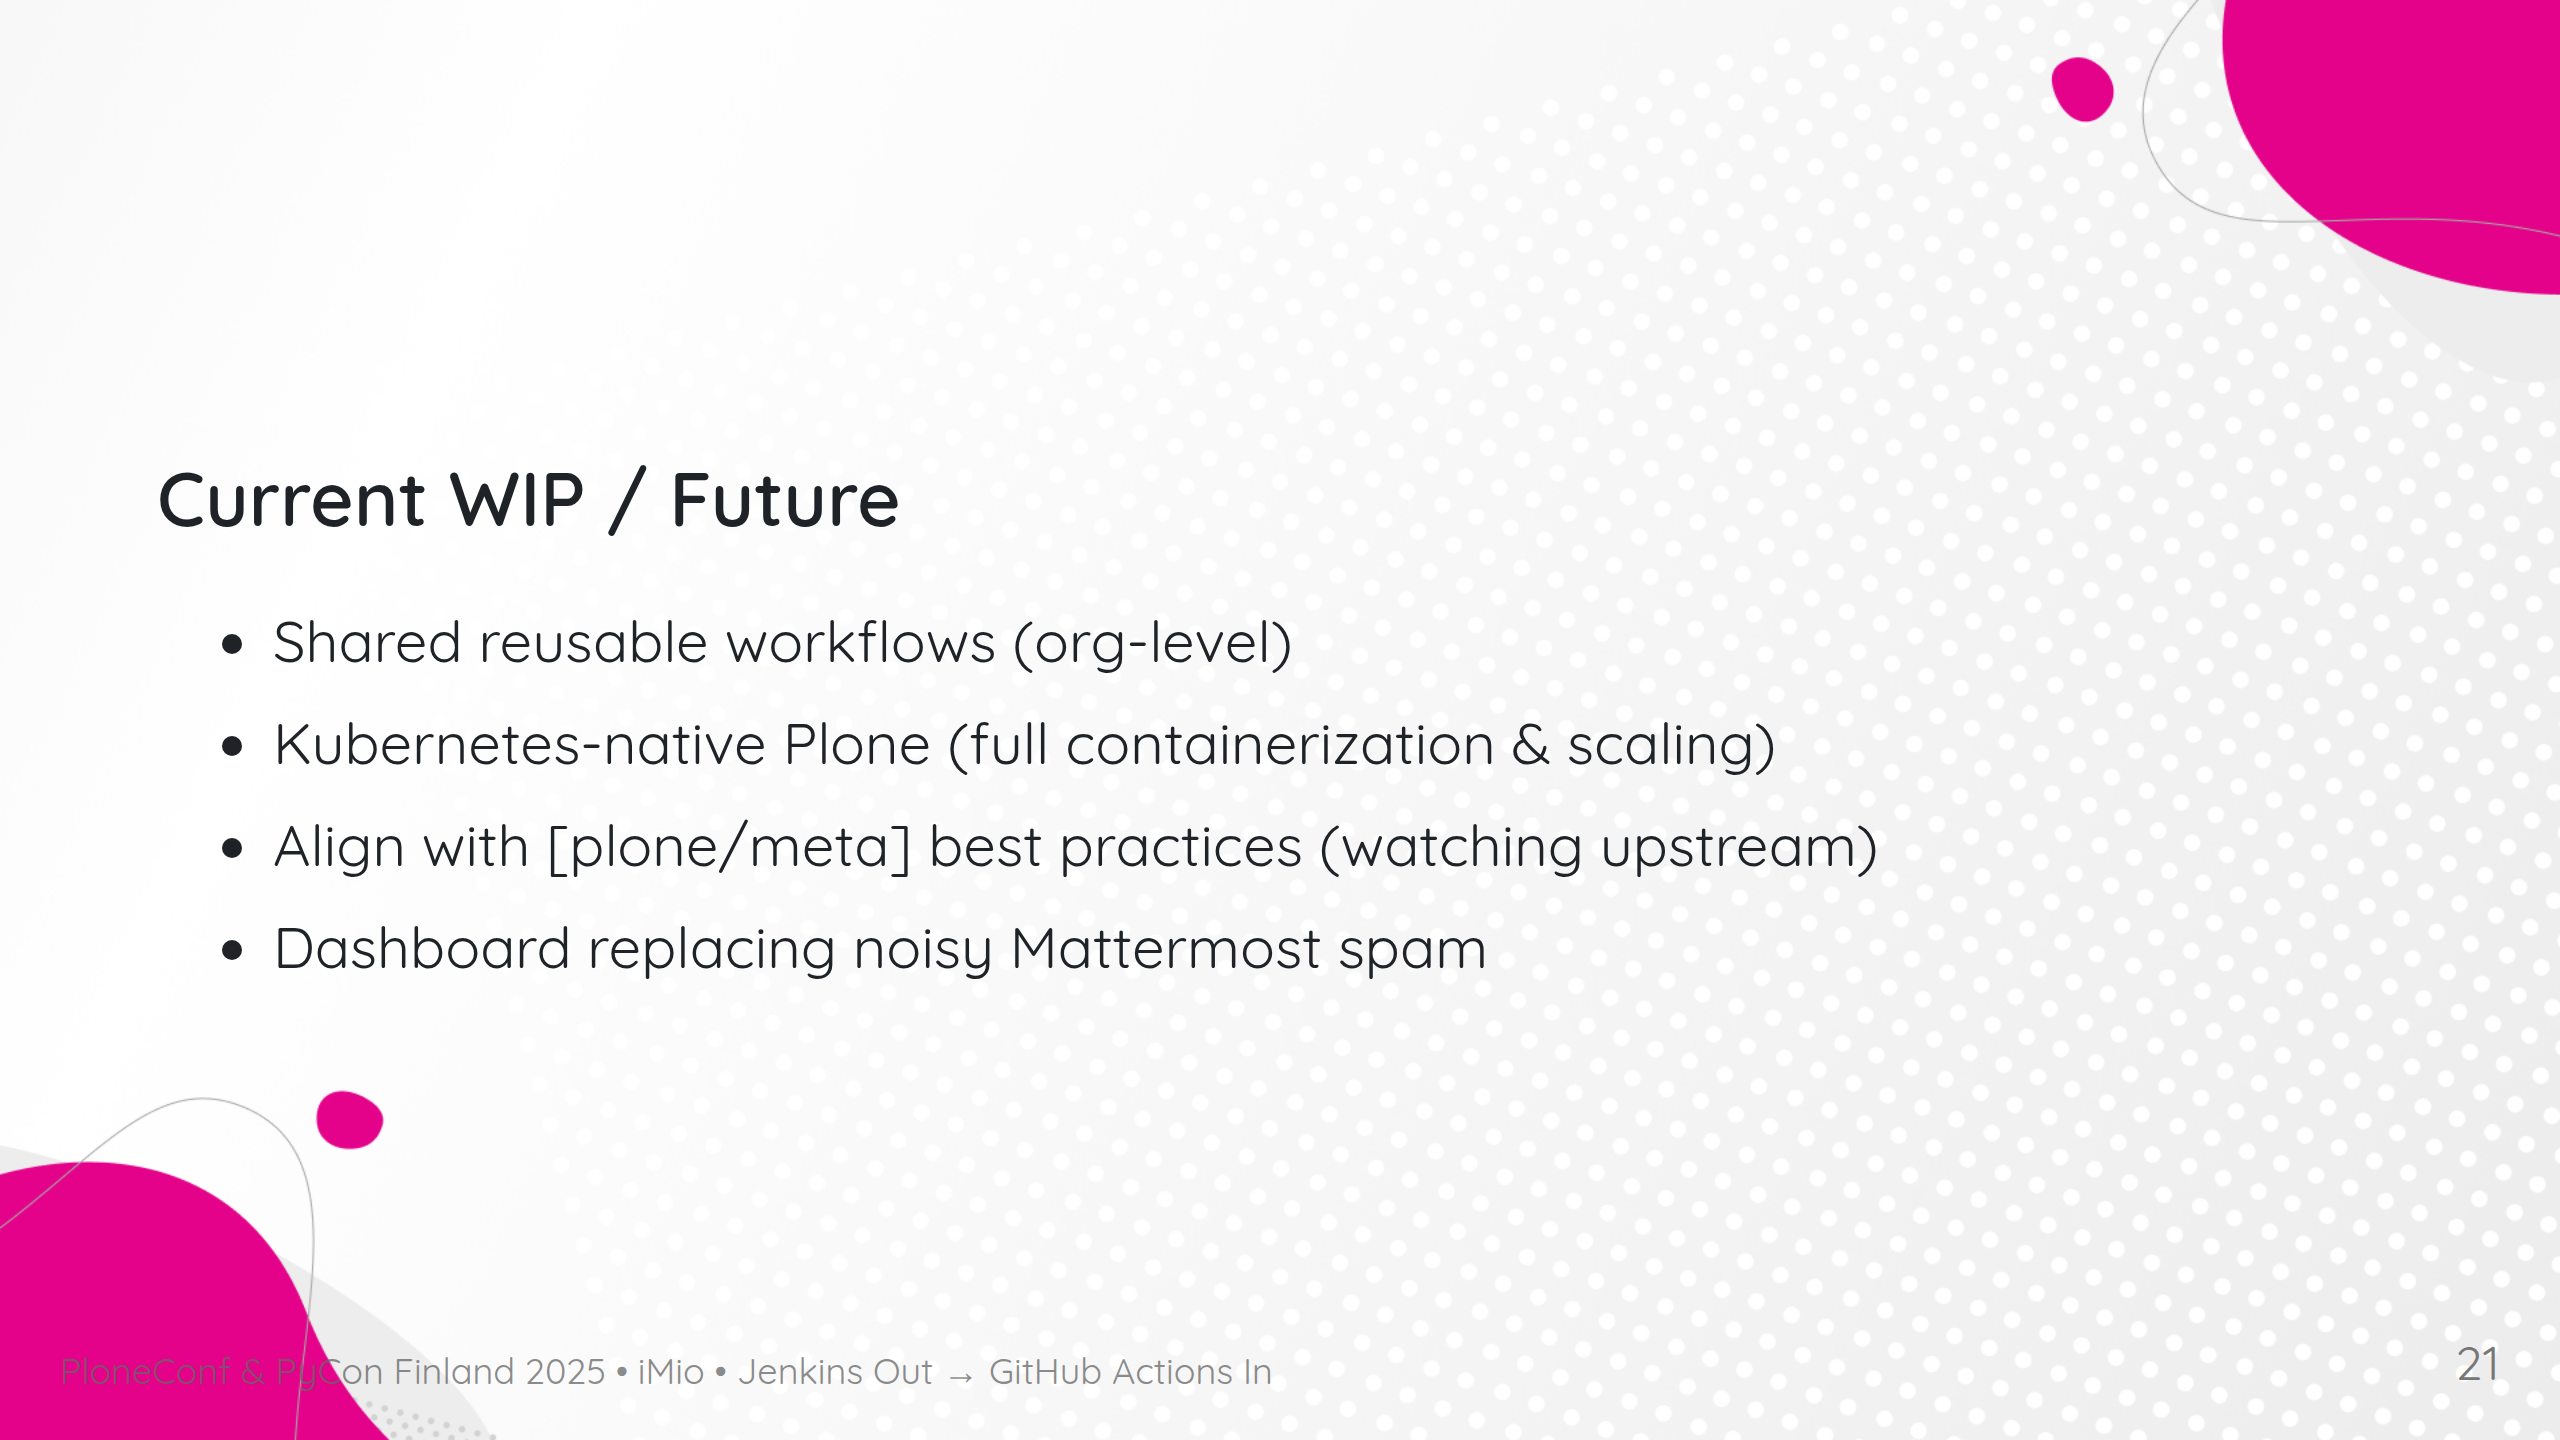 Current WIP / Future
• Shared reusable workflows (org-level)
• Kubernetes-native Plone (full containerization & scaling)
• Align with [plone/meta] best practices (watching upstream)
• Dashboard replacing noisy Mattermost spam
PloneConf & PyCon Finland 2025 • iMio • Jenkins Out → GitHub Actions In
21